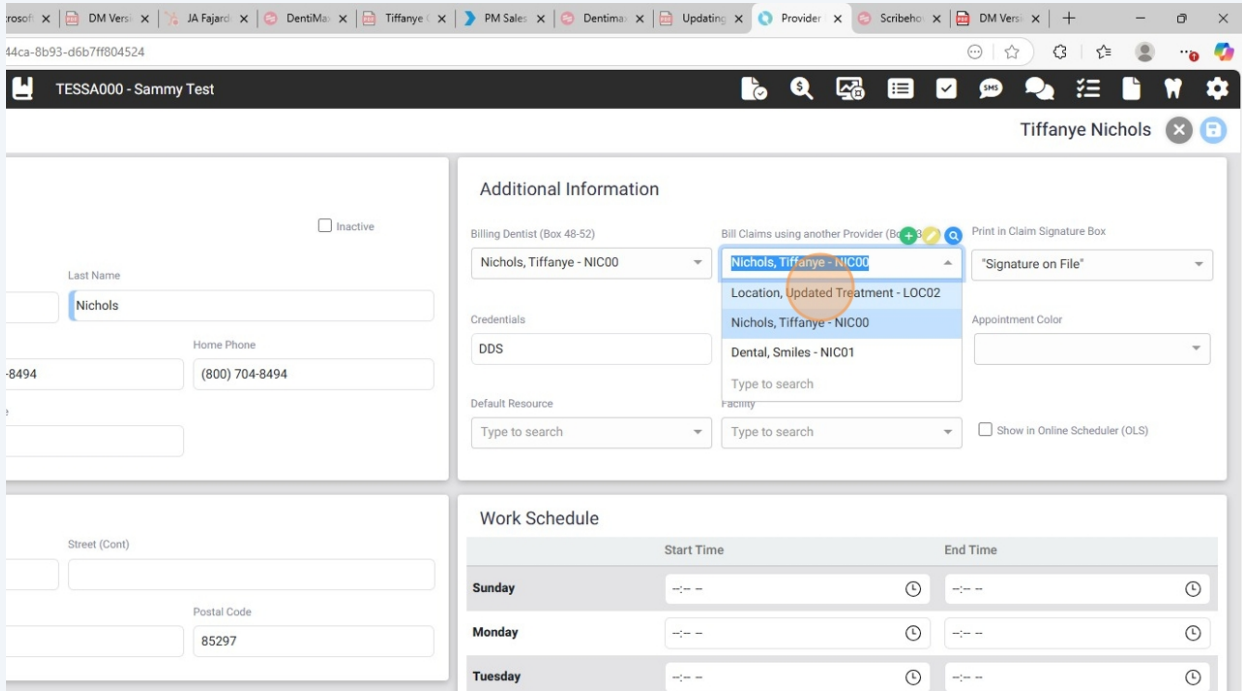 crosoft
DM Versi
JA Fajard
DentiMa
Tiffanye
PM Sales
Dentima
Updating
Provider
Scribeho
DM Versi
44ca-8b93-d6b7ff804524
TESSA000 - Sammy Test
SMS
Tiffanye Nichols
Inactive
Last Name
Nichols
Home Phone
-8494
(800) 704-8494
Street (Cont)
Postal Code
85297
Additional Information
Billing Dentist (Box 48-52)
Bill Claims using another Provider
Print in Claim Signature Box
Nichols, Tiffanye - NIC00
Nichols, Tiffanye - NIC00
"Signature on File"
Location, Updated Treatment - LOC02
Credentials
Nichols, Tiffanye - NIC00
Appointment Color
DDS
Dental, Smiles - NIC01
Type to search
Default Resource
Facility
Type to search
Type to search
Show in Online Scheduler (OLS)
Work Schedule
Start Time
End Time
Sunday
--:-- --
--:-- --
Monday
--:-- --
--:-- --
Tuesday
--:-- --
--:-- --